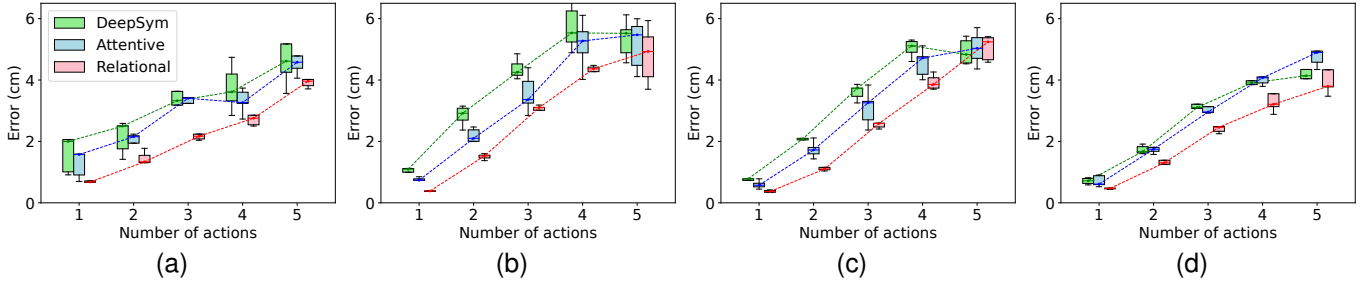 DeepSym
Attentive
Relational
Error (cm)
6
4
2
0
1 2 3 4 5
Number of actions
(a)
Error (cm)
6
4
2
0
1 2 3 4 5
Number of actions
(b)
Error (cm)
6
4
2
0
1 2 3 4 5
Number of actions
(c)
Error (cm)
6
4
2
0
1 2 3 4 5
Number of actions
(d)